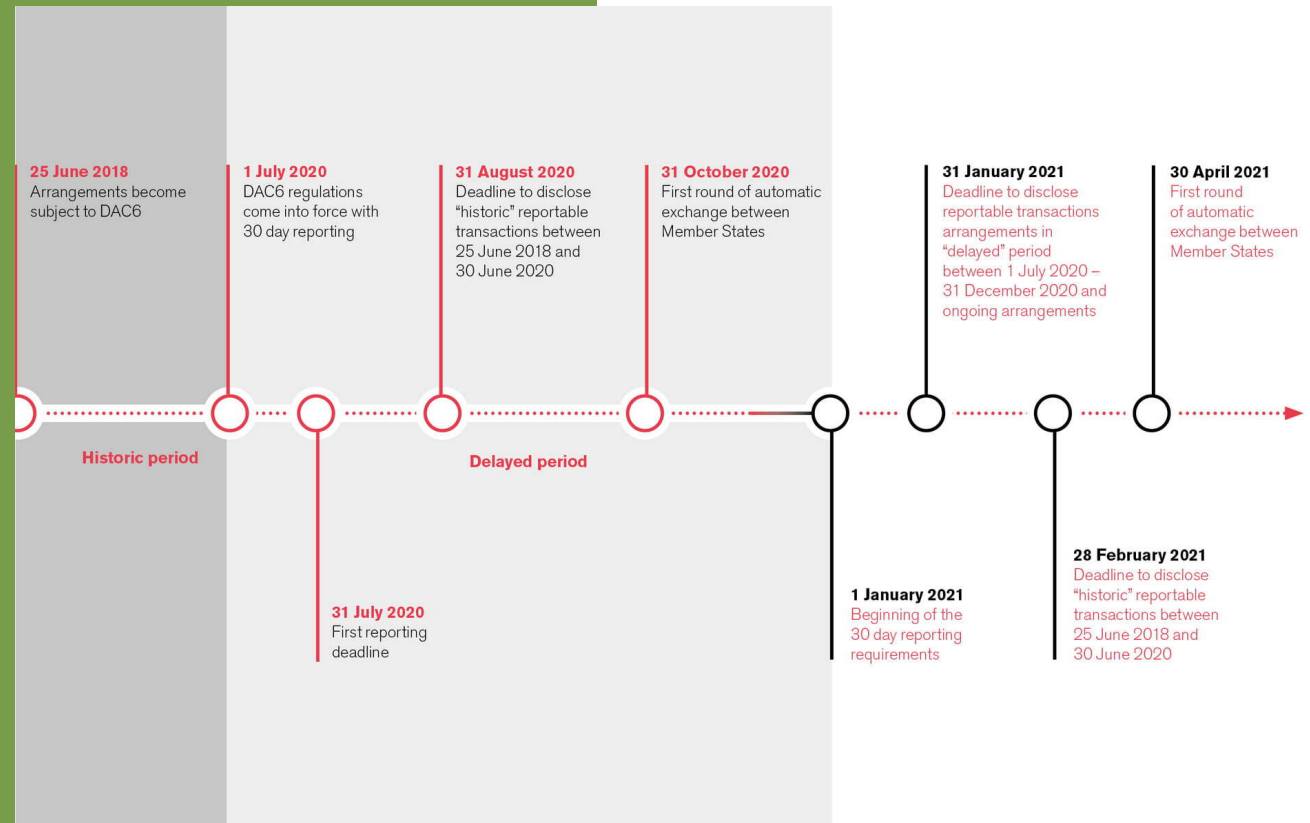 25 June 2018
Arrangements become
subject to DAC6
1 July 2020
DAC6 regulations
come into force with
30 day reporting
31 August 2020
Deadline to disclose
“historic” reportable
transactions between
25 June 2018 and
30 June 2020
31 October 2020
First round of automatic
exchange between
Member States
31 January 2021
Deadline to disclose
reportable transactions
arrangements in
“delayed” period
between 1 July 2020 –
31 December 2020 and
ongoing arrangements
30 April 2021
First round
of automatic
exchange between
Member States
Historic period
Delayed period
31 July 2020
First reporting
deadline
1 January 2021
Beginning of the
30 day reporting
requirements
28 February 2021
Deadline to disclose
“historic” reportable
transactions between
25 June 2018 and
30 June 2020